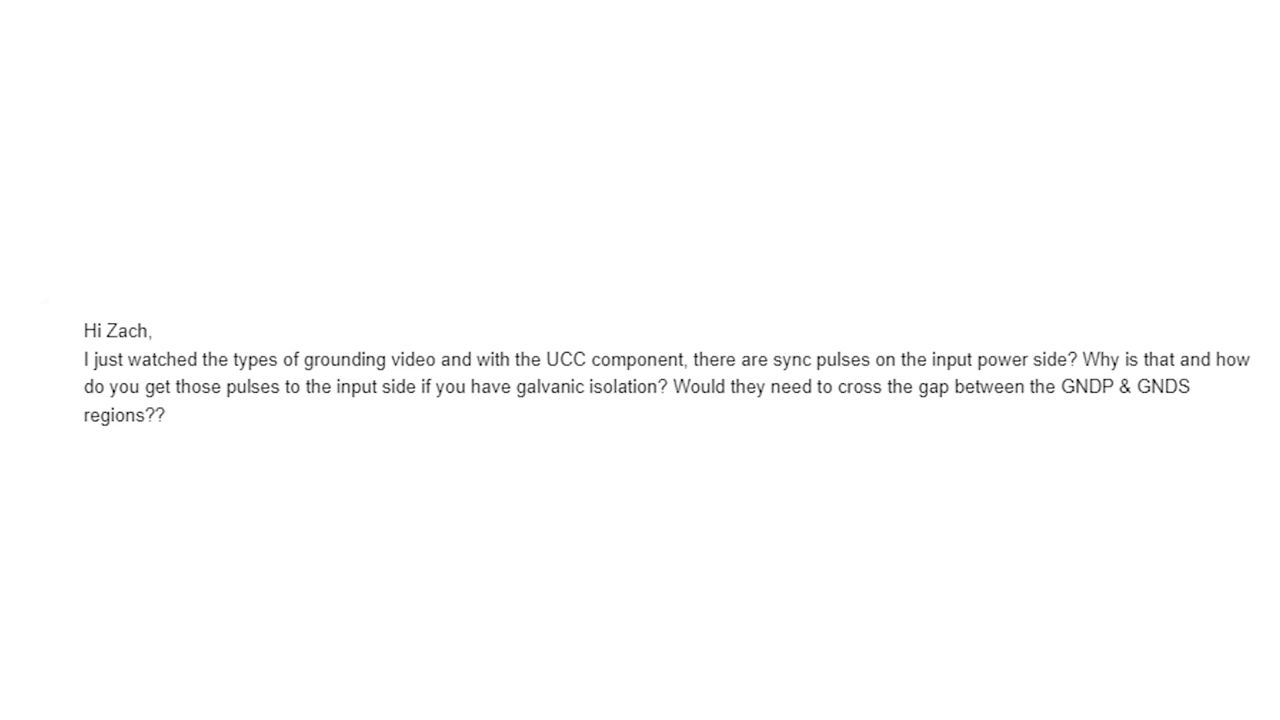 Hi Zach,
I just watched the types of grounding video and with the UCC component, there are sync pulses on the input power side? Why is that and how
do you get those pulses to the input side if you have galvanic isolation? Would they need to cross the gap between the GNDP & GNDS
regions??